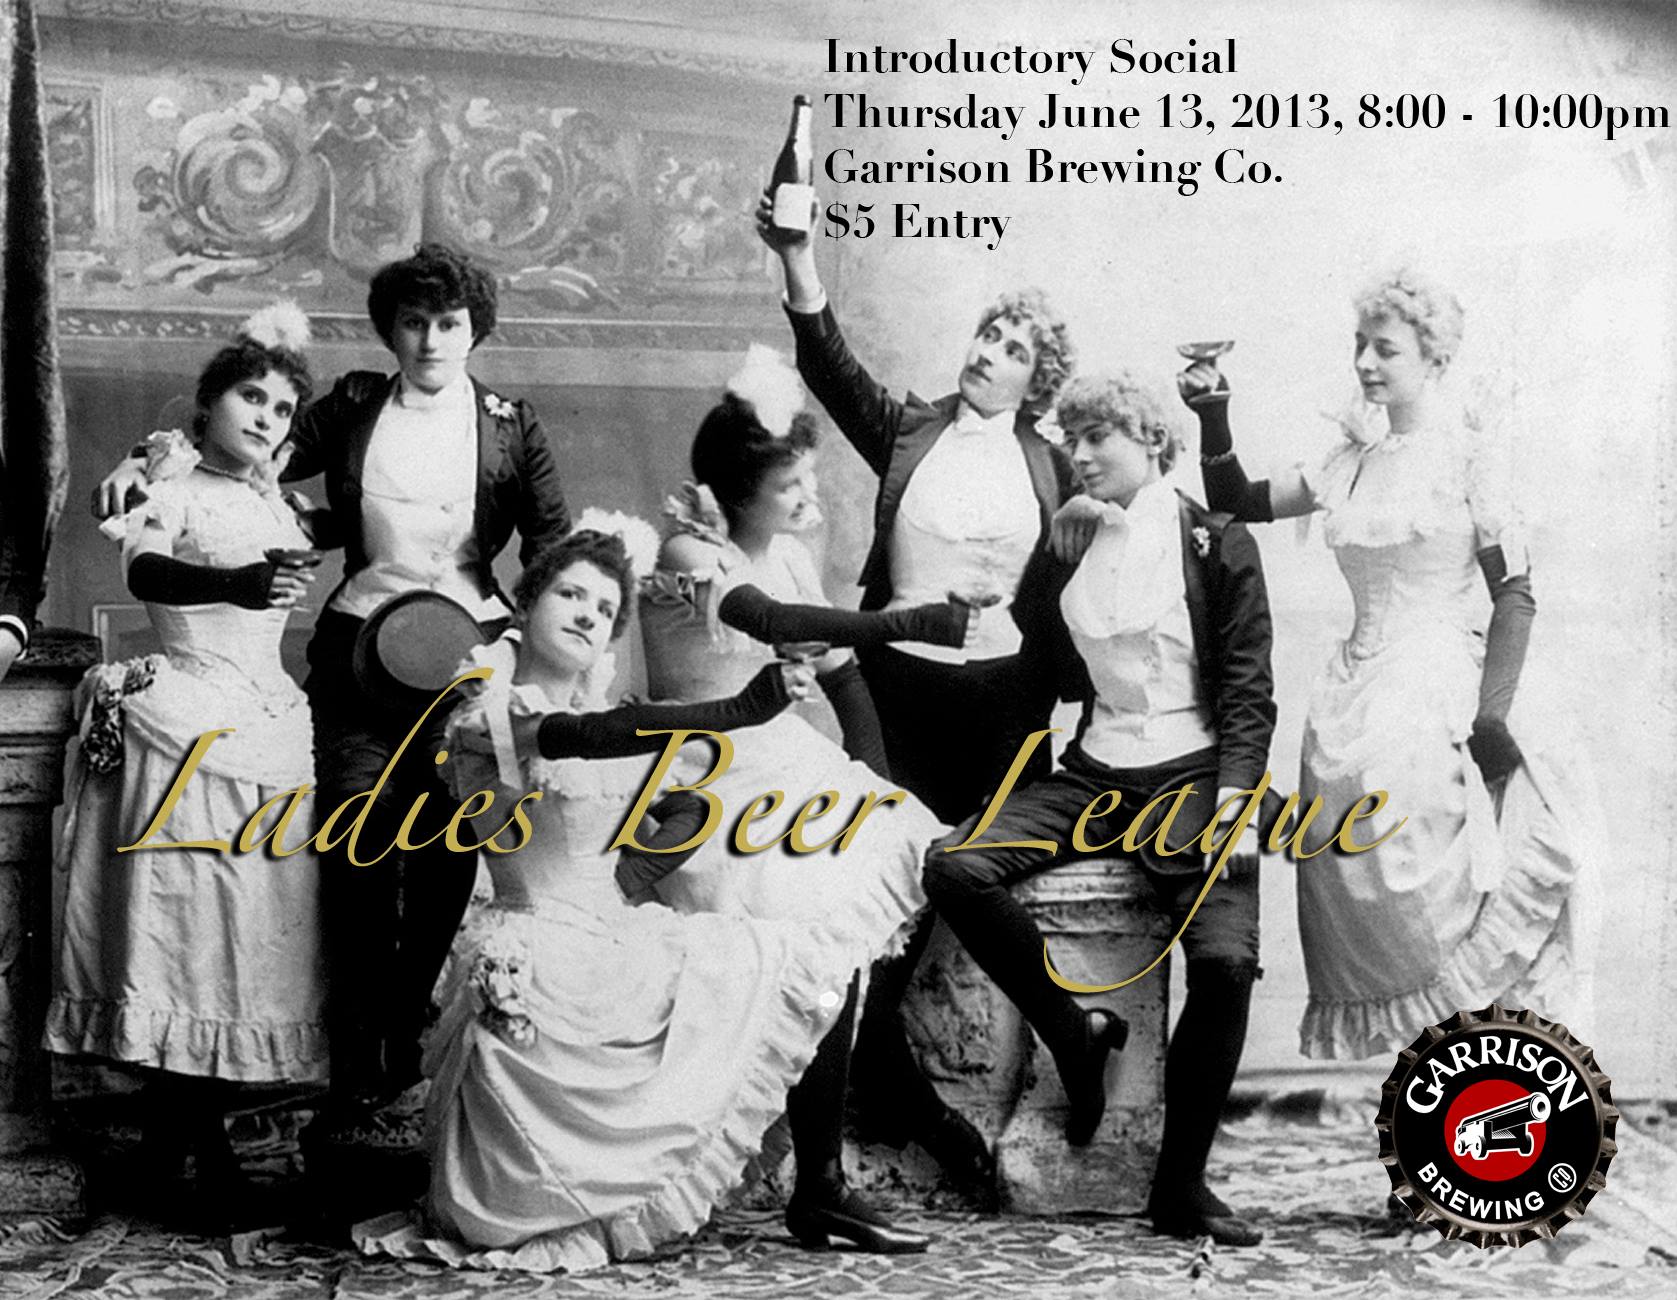 Introductory Social
Thursday June 13, 2013, 8:00 - 10:00pm
Garrison Brewing Co.
$5 Entry
Ladies Beer League
GARRISON
BREWING CO